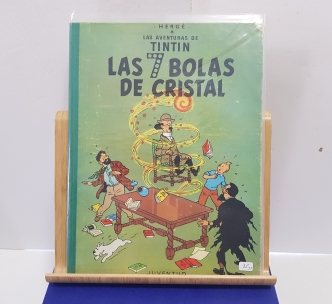 HERGÉ
LAS AVENTURAS DE
TINTIN
LAS 7 BOLAS
DE CRISTAL
JUVENTUD